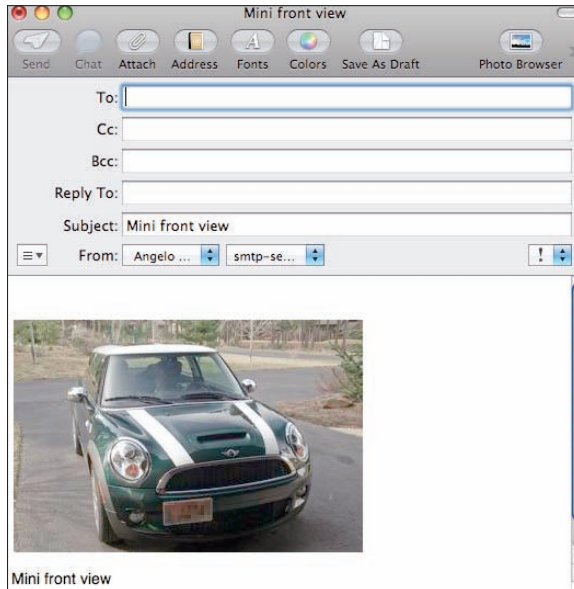 Mini front view
Send Chat Attach Address Fonts Colors Save As Draft Photo Browser
To:
Cc:
Bcc:
Reply To:
Subject: Mini front view
From: Angelo ... smtp-se... !
Mini front view